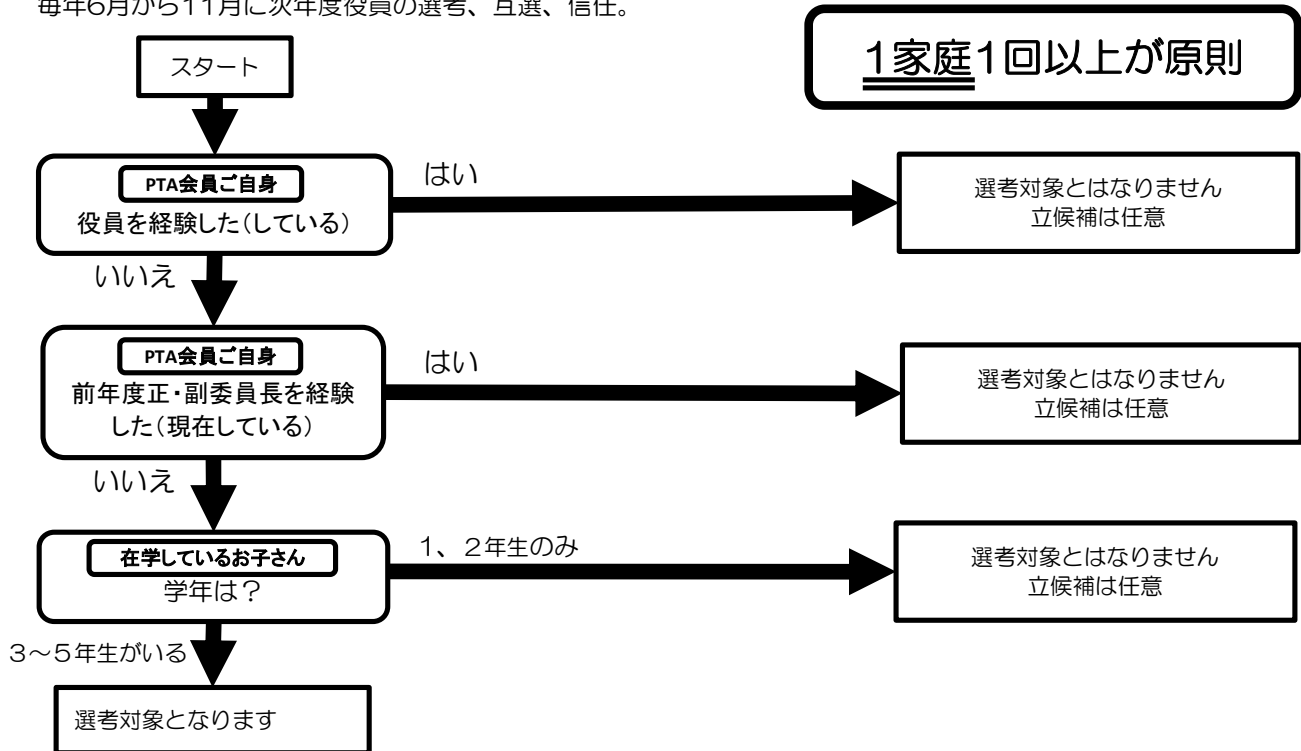 毎年6月から11月に次年度役員の選考、互選、信任。
1家庭1回以上が原則
スタート
PTA会員ご自身
役員を経験した(している)
はい
選考対象とはなりません
立候補は任意
いいえ
PTA会員ご自身
前年度正・副委員長を経験
した(現在している)
はい
選考対象とはなりません
立候補は任意
いいえ
在学しているお子さん
学年は？
1、2年生のみ
選考対象とはなりません
立候補は任意
3～5年生がいる
選考対象となります